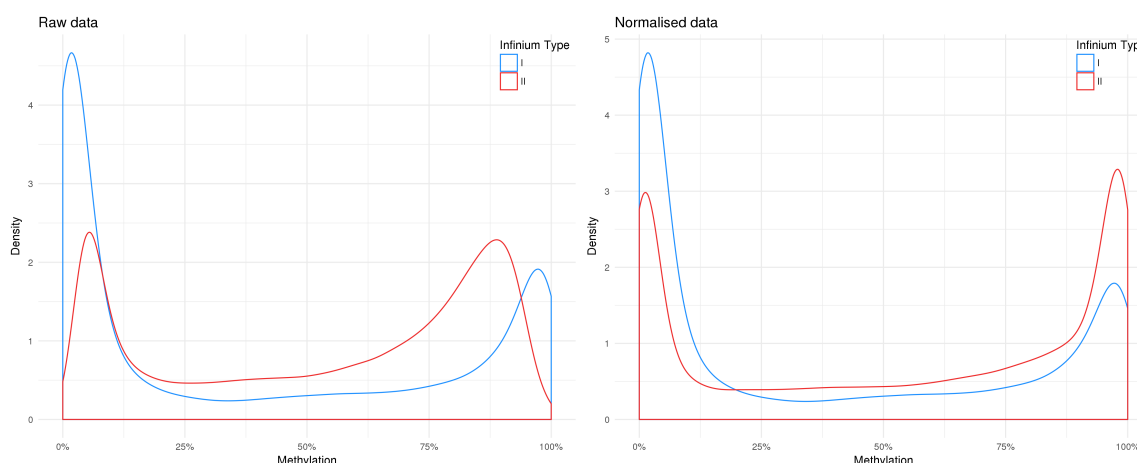 Raw data
Infinium Type
I
II
4
3
2
1
0
Density
0%
25%
50%
75%
100%
Methylation
Normalised data
Infinium Typ
I
II
5
4
3
2
1
0
Density
0%
25%
50%
75%
100%
Methylation